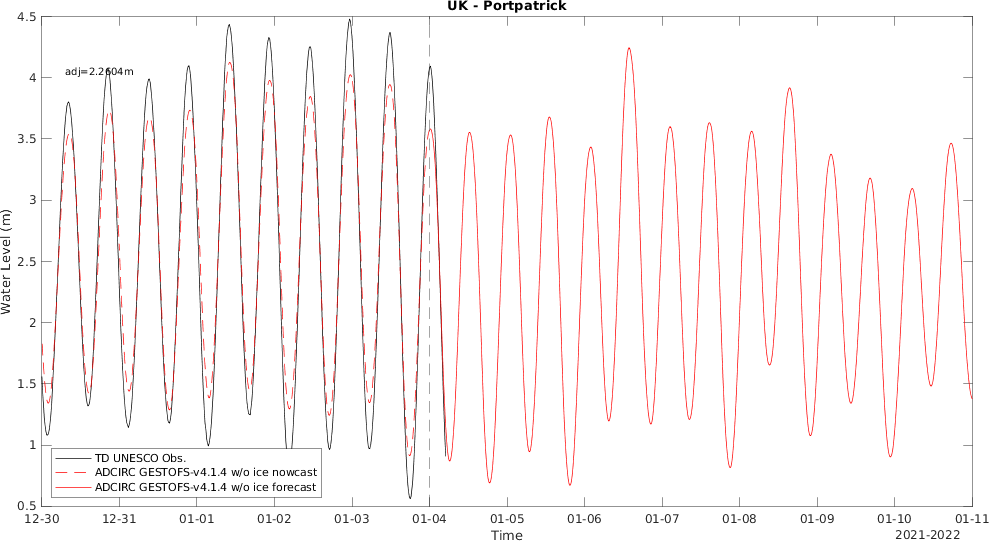 UK - Portpatrick
4.5
4
3.5
3
2.5
2
1.5
1
0.5
Water Level (m)
adj=2.2604m
TD UNESCO Obs.
ADCIRC GESTOFS-v4.1.4 w/o ice nowcast
ADCIRC GESTOFS-v4.1.4 w/o ice forecast
12-30 12-31 01-01 01-02 01-03 01-04 01-05 01-06 01-07 01-08 01-09 01-10 01-11
Time
2021-2022